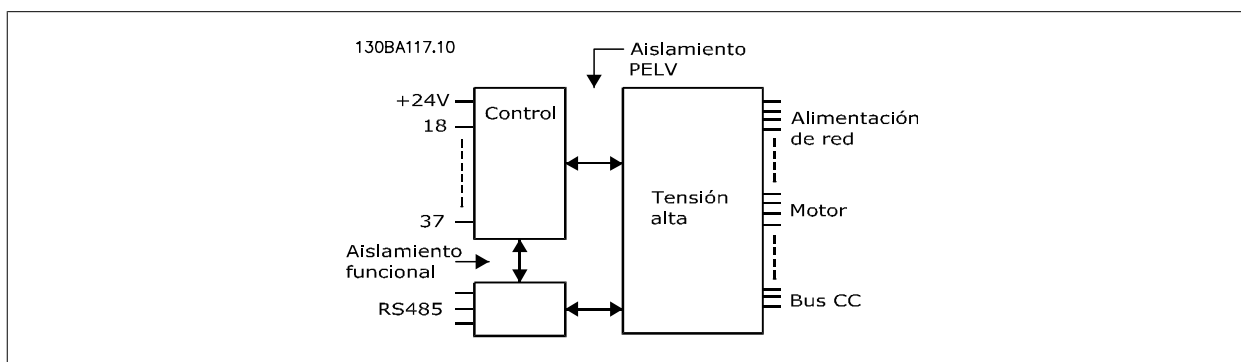 130BA117.10
Aislamiento
PELV
+24V
Control
18
37
Tensión
alta
Alimentación
de red
Motor
Bus CC
Aislamiento
funcional
RS485